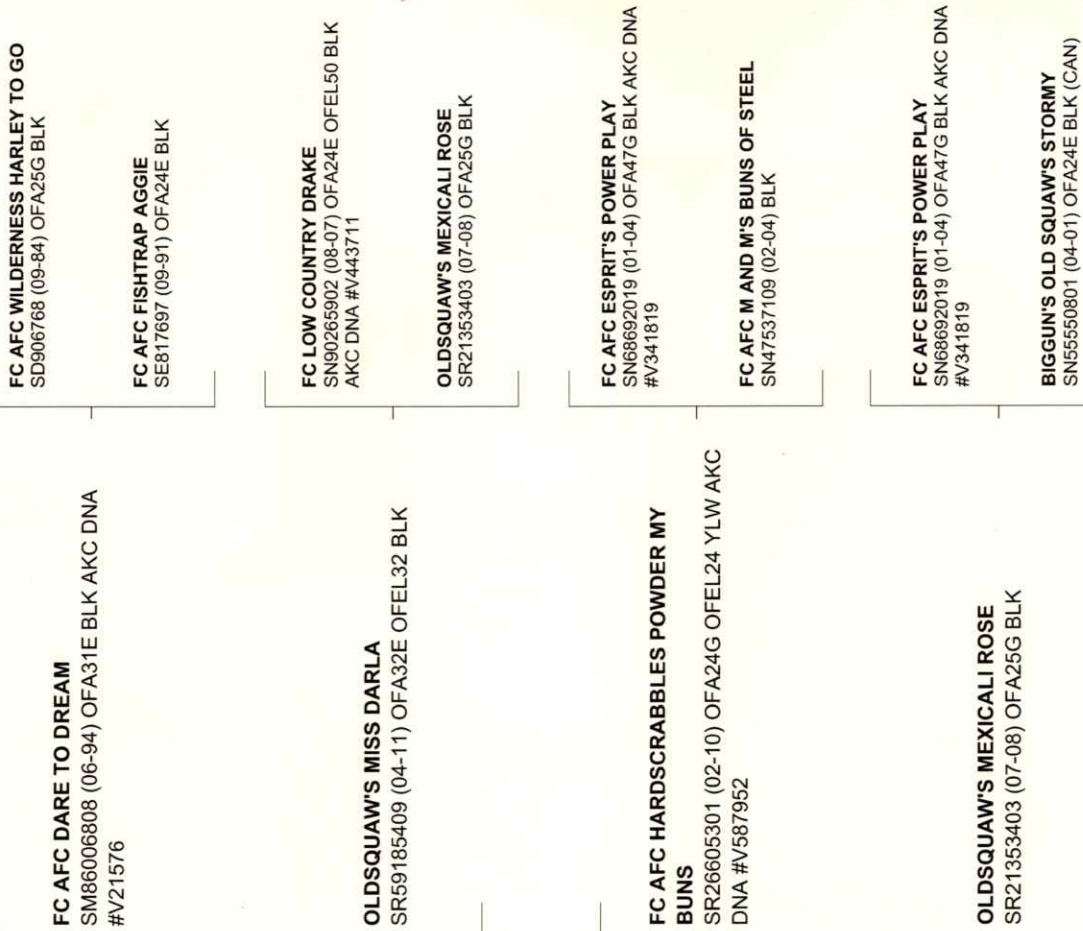 FC AFC DARE TO DREAM
SM86006808 (06-94) OFA31E BLK AKC DNA
#V21576
OLDSQUAW'S MISS DARLA
SR59185409 (04-11) OFA32E OFEL32 BLK
FC AFC HARDSCRABBLES POWDER MY
BUNS
SR26605301 (02-10) OFA24G OFEL24 YLW AKC
DNA #V587952
OLDSQUAW'S MEXICALI ROSE
SR21353403 (07-08) OFA25G BLK
FC AFC WILDERNESS HARLEY TO GO
SD906768 (09-84) OFA25G BLK
FC AFC FISHTRAP AGGIE
SE817697 (09-91) OFA24E BLK
FC LOW COUNTRY DRAKE
SN90265902 (08-07) OFA24E OFEL50 BLK
AKC DNA #V443711
OLDSQUAW'S MEXICALI ROSE
SR21353403 (07-08) OFA25G BLK
FC AFC ESPRIT'S POWER PLAY
SN68692019 (01-04) OFA47G BLK AKC DNA
#V341819
FC AFC M AND M'S BUNS OF STEEL
SN47537109 (02-04) BLK
FC AFC ESPRIT'S POWER PLAY
SN68692019 (01-04) OFA47G BLK AKC DNA
#V341819
BIGGUN'S OLD SQUAW'S STORMY
SN55550801 (04-01) OFA24E BLK (CAN)